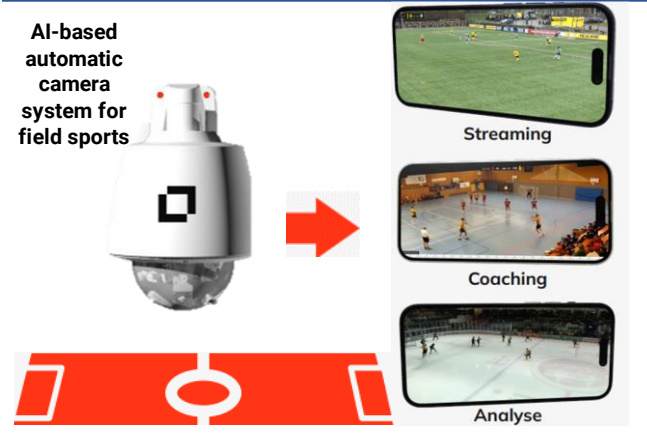 AI-based
automatic
camera
system for
field sports
Streaming
Coaching
Analyse